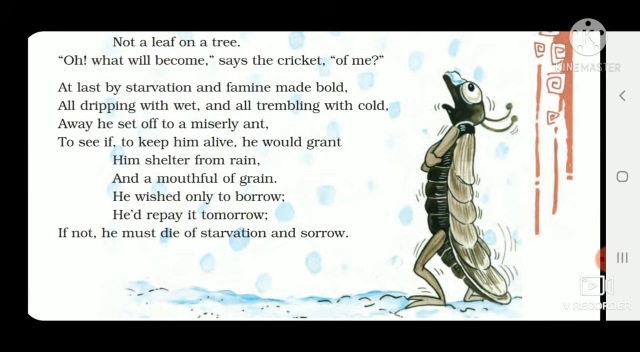 Not a leaf on a tree.
“Oh! what will become,” says the cricket, “of me?”
At last by starvation and famine made bold,
All dripping with wet, and all trembling with cold,
Away he set off to a miserly ant,
To see if, to keep him alive, he would grant
Him shelter from rain,
And a mouthful of grain.
He wished only to borrow;
He’d repay it tomorrow;
If not, he must die of starvation and sorrow.
KINEMASTER
V RECORDER